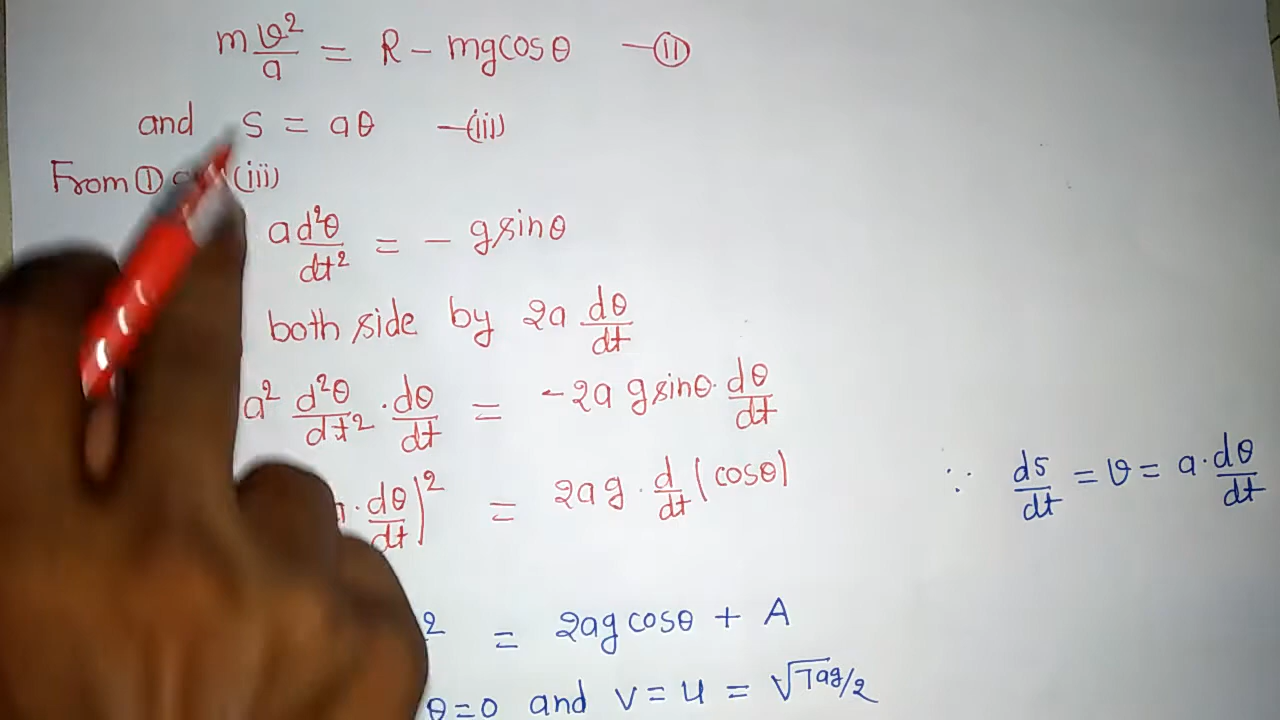 m v²/a = R - mg cosθ —(ii)
and s = aθ —(iii)
From ① (iii)
a d²θ/dt² = - g sinθ
both side by 2a dθ/dt
a² d²θ/dt² · dθ/dt = -2a g sinθ · dθ/dt
· dθ/dt)² = 2ag · d/dt (cosθ)
∵ ds/dt = v = a · dθ/dt
2 = 2ag cosθ + A
θ=0 and v = u = √7ag/2